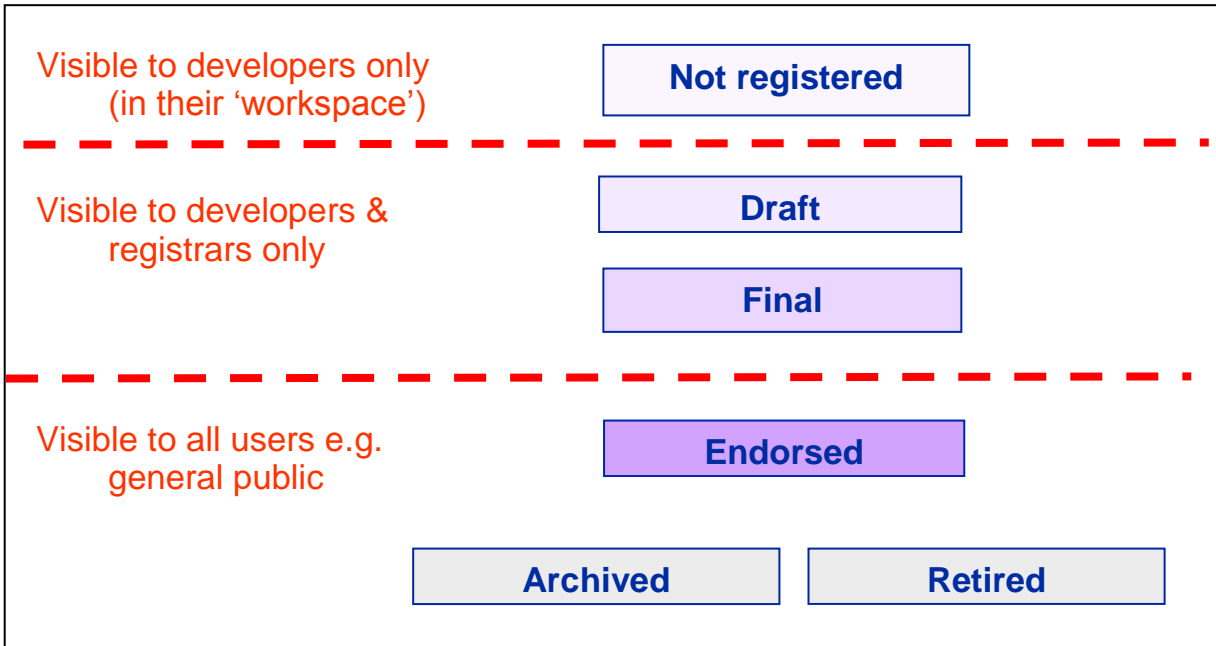 Visible to developers only
(in their ‘workspace’)
Not registered
Visible to developers &
registrars only
Draft
Final
Visible to all users e.g.
general public
Endorsed
Archived
Retired